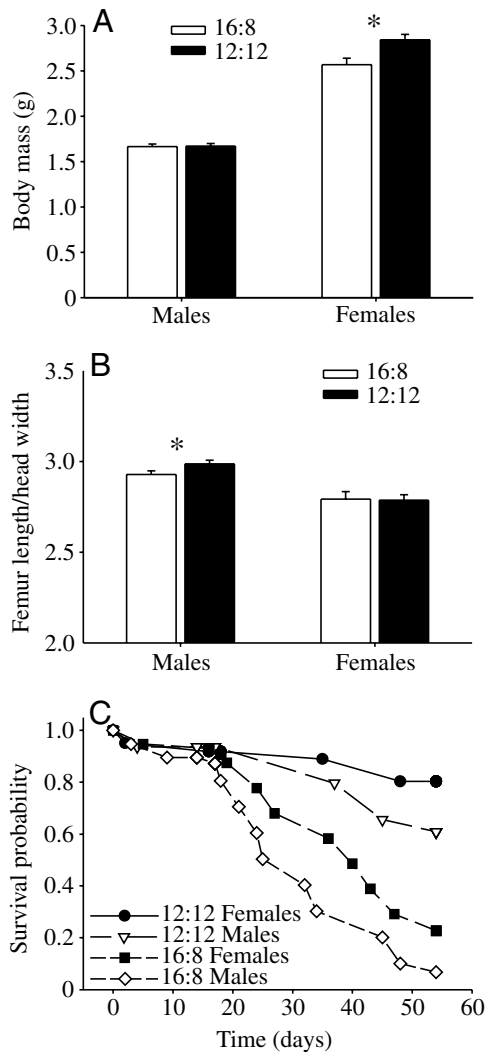 A
16:8
12:12
*
Body mass (g)
3.0
2.5
2.0
1.5
1.0
0.5
0
Males Females
B
16:8
12:12
*
Femur length/head width
3.5
3.0
2.5
2.0
Males Females
C
Survival probability
1.0
0.8
0.6
0.4
0.2
0
12:12 Females
12:12 Males
16:8 Females
16:8 Males
0 10 20 30 40 50 60
Time (days)